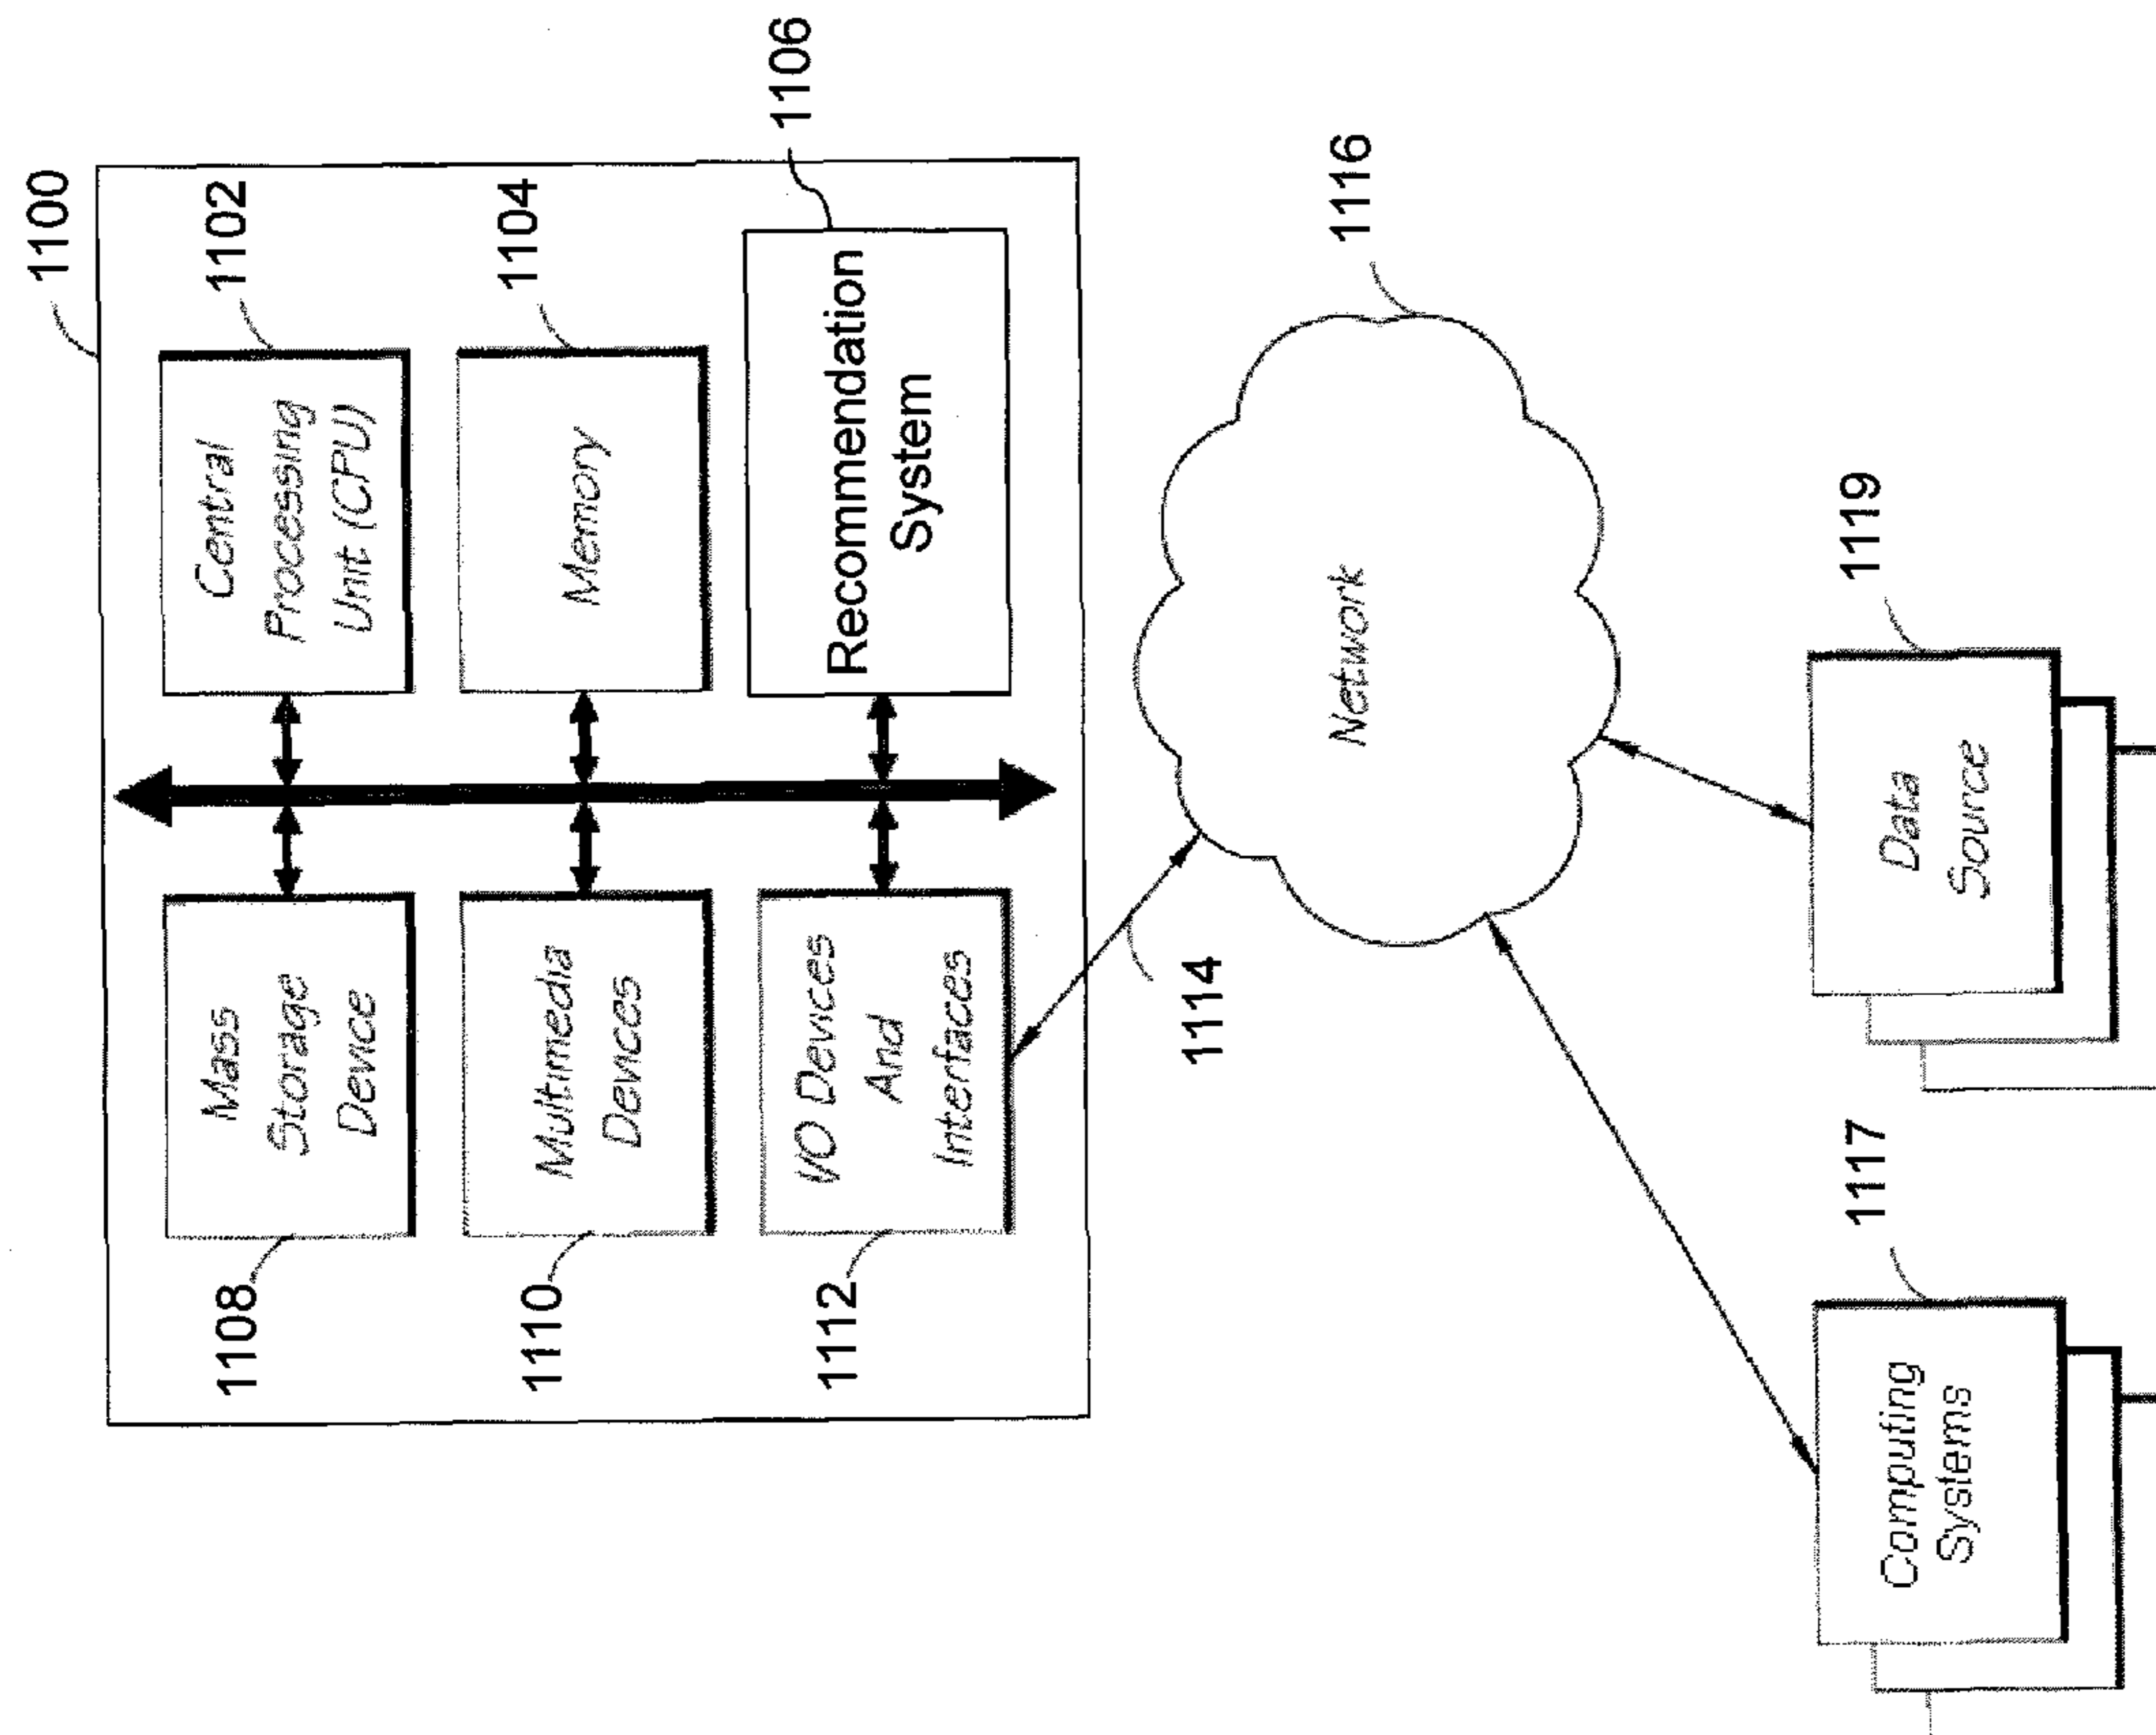 1100
1108
Mass
Storage
Device
Central
Processing
Unit (CPU)
1102
1110
Multimedia
Devices
Memory
1104
1112
I/O Devices
And
Interfaces
Recommendation
System
1106
1114
Network
1116
1117
Computing
Systems
Data
Source
1119